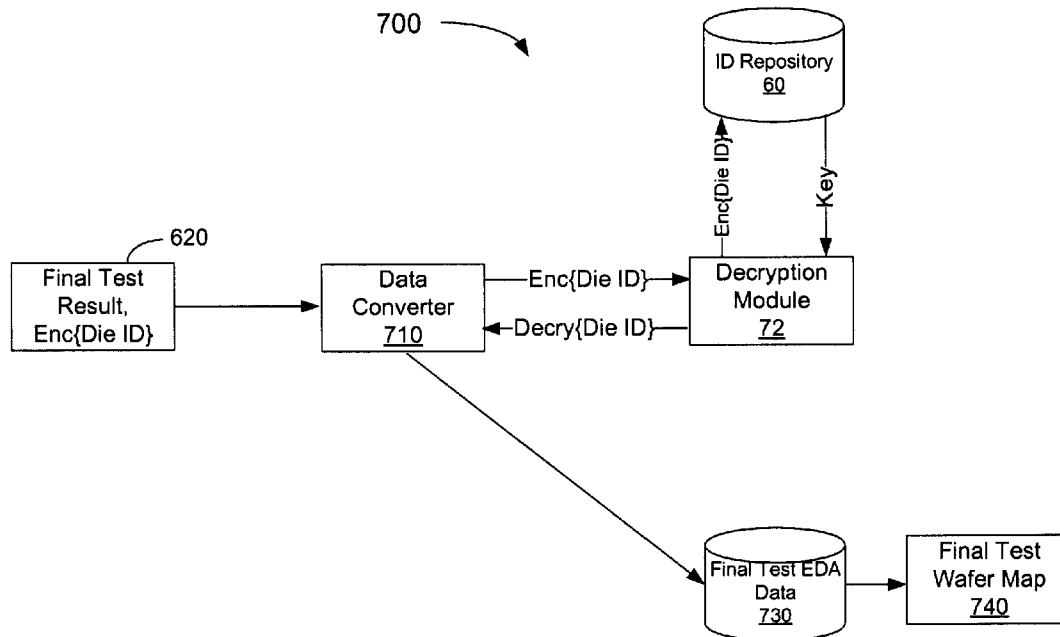 700
ID Repository
60
Enc{Die ID}
Key
620
Final Test
Result,
Enc{Die ID}
Data
Converter
710
Enc{Die ID}
Decry{Die ID}
Decryption
Module
72
Final Test EDA
Data
730
Final Test
Wafer Map
740